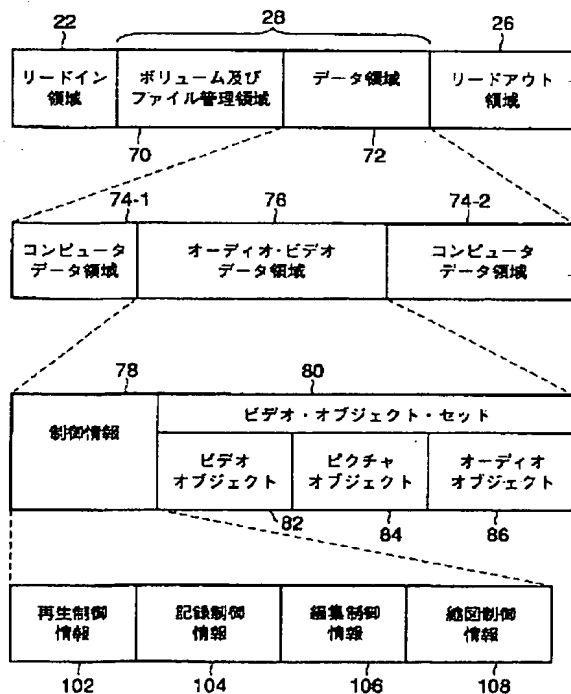 22
28
26
リードイン
領域
ボリューム及び
ファイル管理領域
データ領域
リードアウト
領域
70
72
74-1
76
74-2
コンピュータ
データ領域
オーディオ・ビデオ
データ領域
コンピュータ
データ領域
78
80
制御情報
ビデオ・オブジェクト・セット
ビデオ
オブジェクト
ピクチャ
オブジェクト
オーディオ
オブジェクト
82
84
86
再生制御
情報
記録制御
情報
編集制御
情報
縮図制御
情報
102
104
106
108